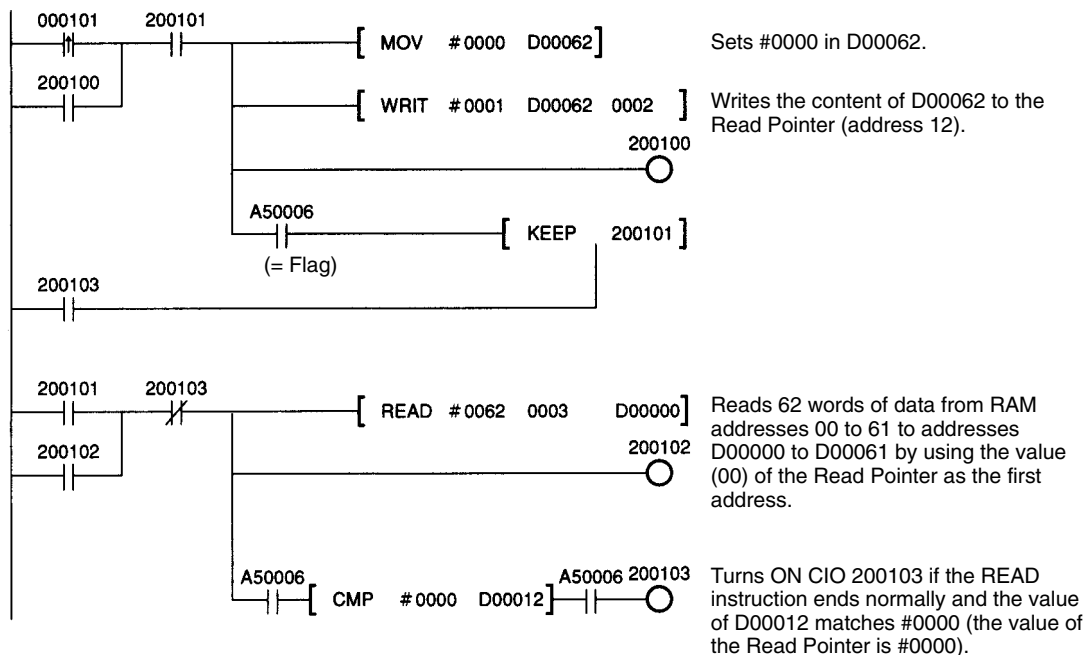 000101 200101
[ MOV #0000 D00062 ] Sets #0000 in D00062.
200100
[ WRIT #0001 D00062 0002 ] Writes the content of D00062 to the
Read Pointer (address 12).
200100
A50006
[ KEEP 200101 ]
(= Flag)
200103
200101 200103
[ READ #0062 0003 D00000 ] Reads 62 words of data from RAM
addresses 00 to 61 to addresses
D00000 to D00061 by using the value
(00) of the Read Pointer as the first
address.
200102 200102
A50006 [ CMP #0000 D00012 ] A50006 200103 Turns ON CIO 200103 if the READ
instruction ends normally and the value
of D00012 matches #0000 (the value of
the Read Pointer is #0000).